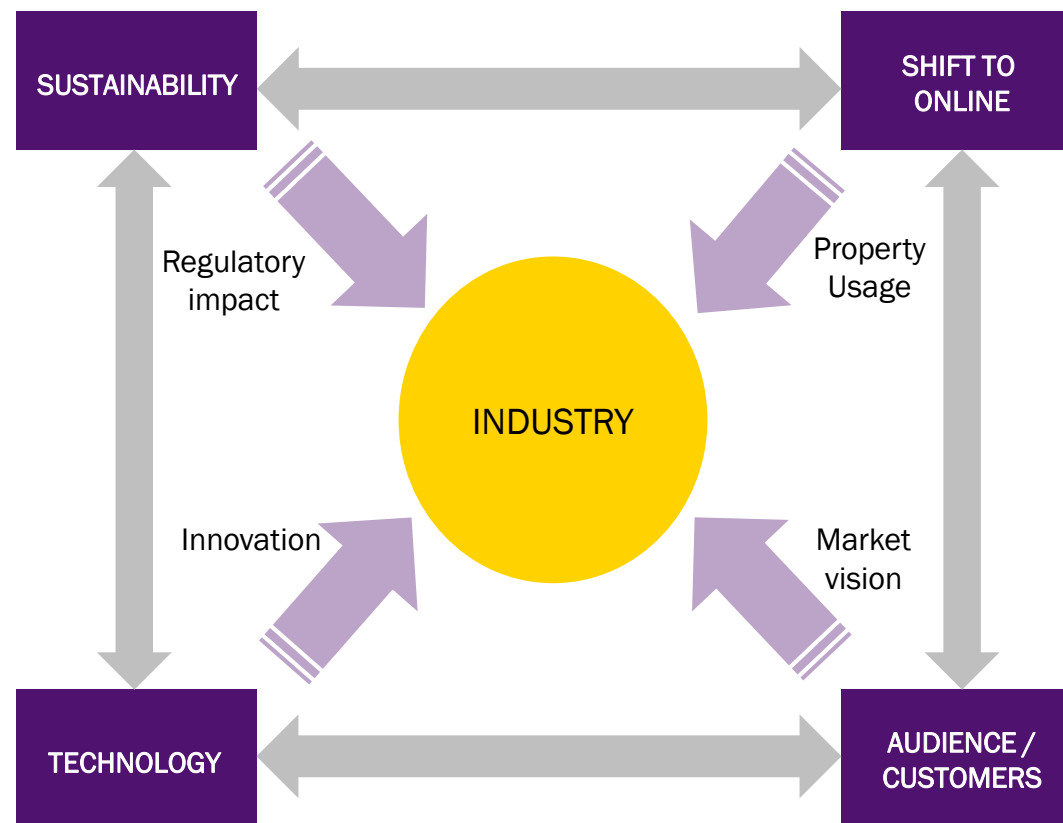 SUSTAINABILITY
SHIFT TO
ONLINE
Regulatory
impact
Property
Usage
INDUSTRY
Innovation
Market
vision
TECHNOLOGY
AUDIENCE /
CUSTOMERS